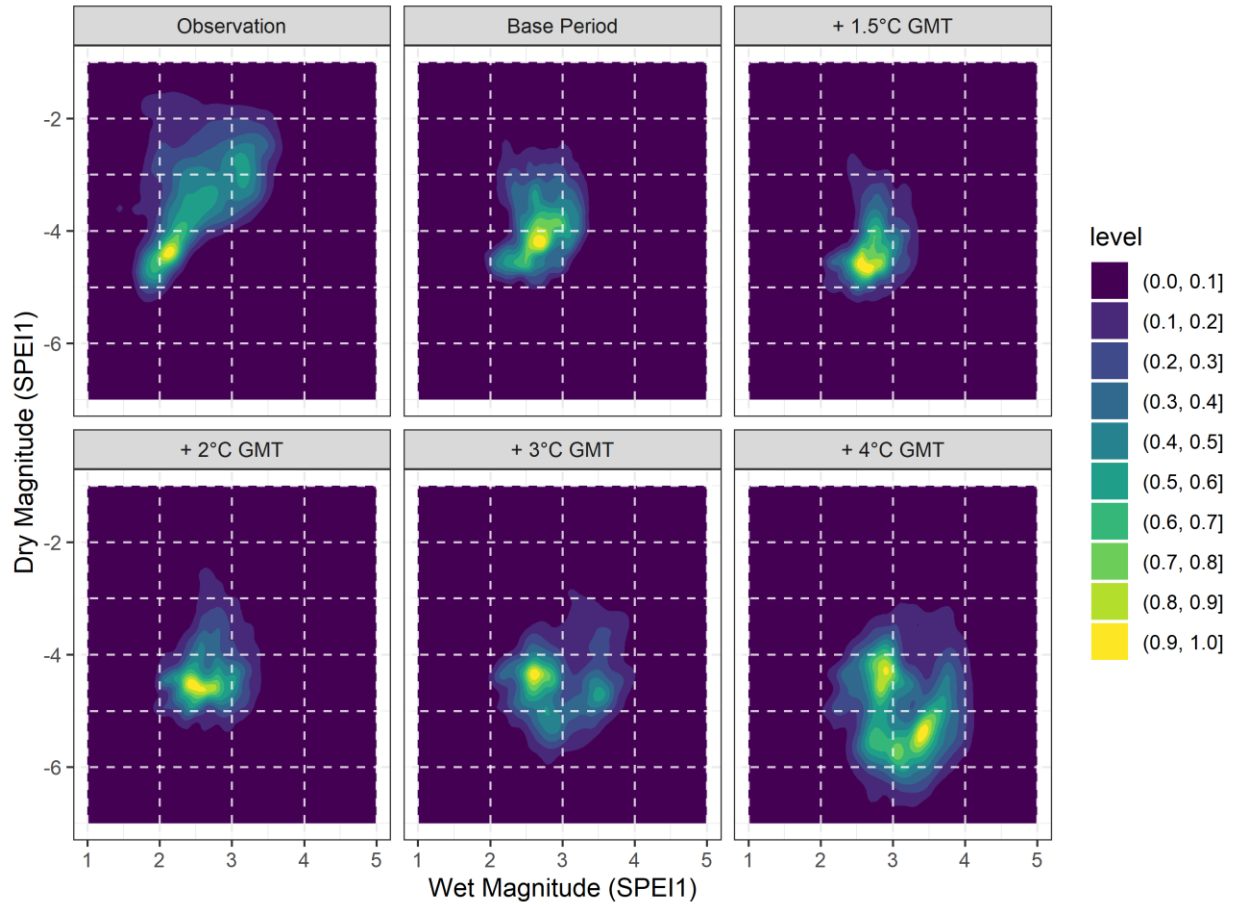 Observation
Base Period
+ 1.5°C GMT
-2
-4
-6
+ 2°C GMT
+ 3°C GMT
+ 4°C GMT
-2
-4
-6
1 2 3 4 5
1 2 3 4 5
1 2 3 4 5
Wet Magnitude (SPEI1)
Dry Magnitude (SPEI1)
level
(0.0, 0.1]
(0.1, 0.2]
(0.2, 0.3]
(0.3, 0.4]
(0.4, 0.5]
(0.5, 0.6]
(0.6, 0.7]
(0.7, 0.8]
(0.8, 0.9]
(0.9, 1.0]